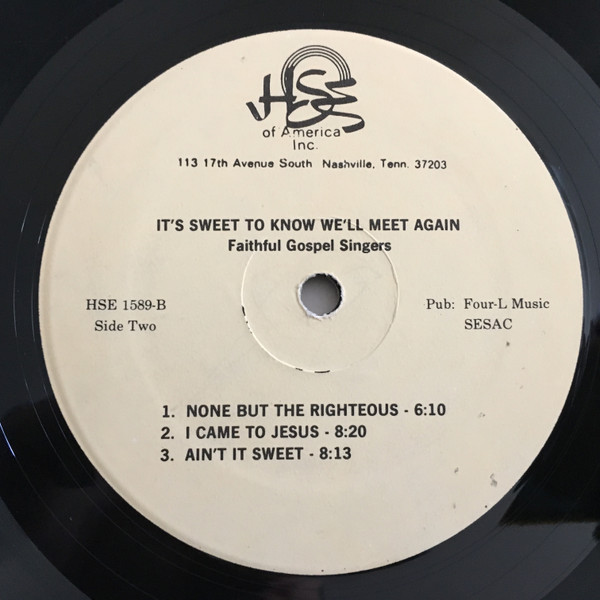 HSE
of America
Inc.
113 17th Avenue South Nashville, Tenn. 37203
IT'S SWEET TO KNOW WE'LL MEET AGAIN
Faithful Gospel Singers
HSE 1589-B
Side Two
Pub: Four-L Music
SESAC
1. NONE BUT THE RIGHTEOUS - 6:10
2. I CAME TO JESUS - 8:20
3. AIN'T IT SWEET - 8:13